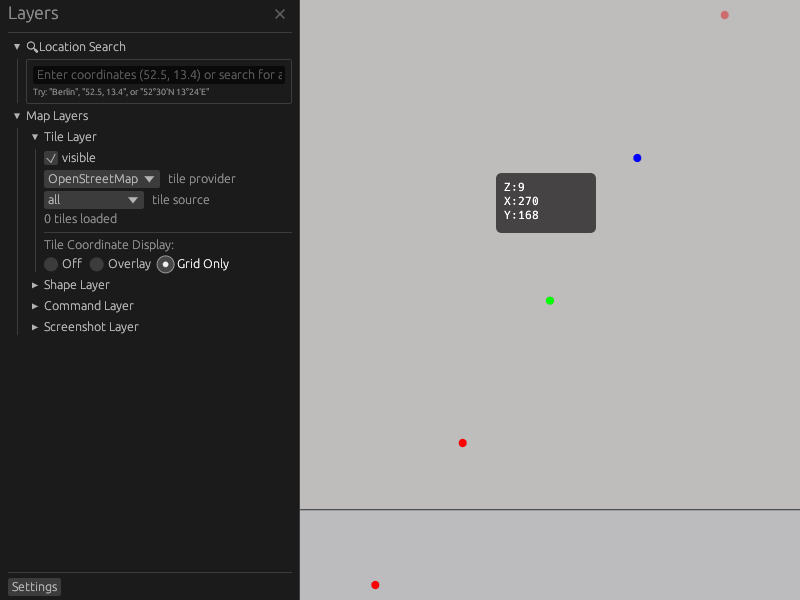 Layers
Location Search
Enter coordinates (52.5, 13.4) or search for a
Try: "Berlin", "52.5, 13.4", or "52°30'N 13°24'E"
Map Layers
Tile Layer
visible
OpenStreetMap tile provider
all tile source
0 tiles loaded
Tile Coordinate Display:
Off Overlay Grid Only
Shape Layer
Command Layer
Screenshot Layer
Settings
Z:9
X:270
Y:168